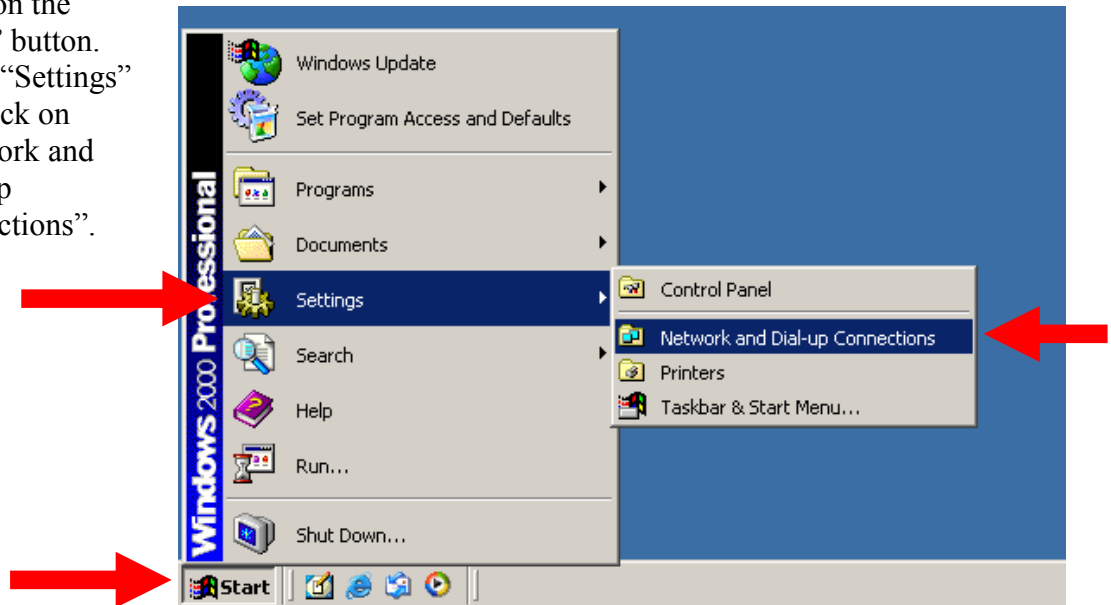 on the
” button.
“Settings”
ck on
ork and
p
ctions”.
Windows Update
Set Program Access and Defaults
Programs
Documents
Settings
Search
Help
Run...
Shut Down...
Windows 2000 Professional
Control Panel
Network and Dial-up Connections
Printers
Taskbar & Start Menu...
Start